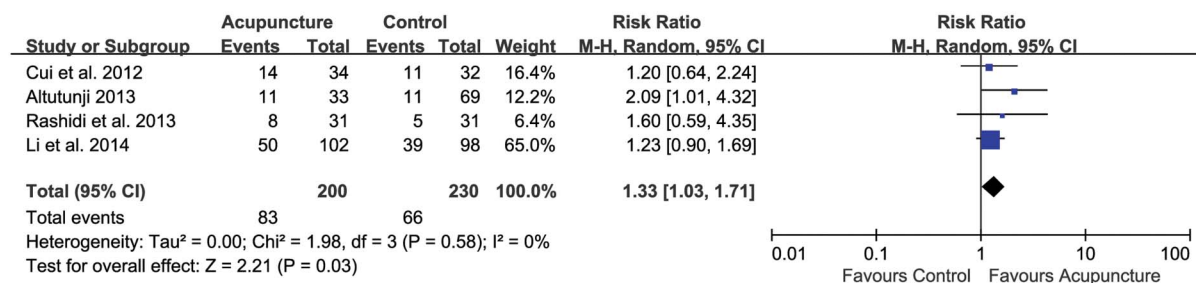 Acupuncture Control Risk Ratio Risk Ratio
Study or Subgroup Events Total Events Total Weight M-H, Random, 95% CI M-H, Random, 95% CI
Cui et al. 2012 14 34 11 32 16.4% 1.20 [0.64, 2.24]
Altutunji 2013 11 33 11 69 12.2% 2.09 [1.01, 4.32]
Rashidi et al. 2013 8 31 5 31 6.4% 1.60 [0.59, 4.35]
Li et al. 2014 50 102 39 98 65.0% 1.23 [0.90, 1.69]
Total (95% CI) 200 230 100.0% 1.33 [1.03, 1.71]
Total events 83 66
Heterogeneity: Tau² = 0.00; Chi² = 1.98, df = 3 (P = 0.58); I² = 0%
Test for overall effect: Z = 2.21 (P = 0.03)
0.01 0.1 1 10 100
Favours Control Favours Acupuncture